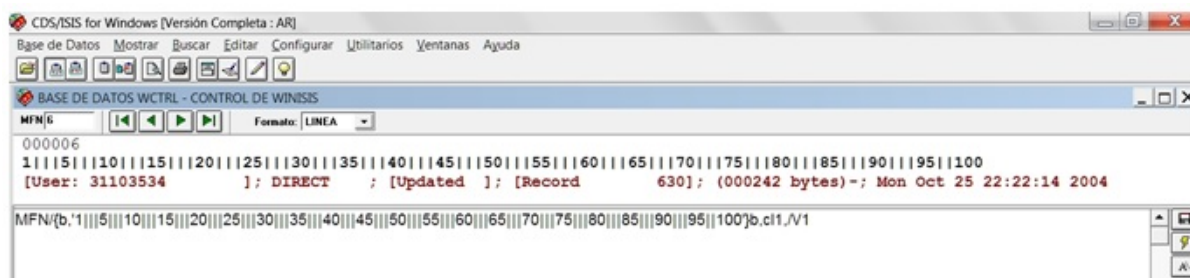 CDS/ISIS for Windows [Versión Completa : AR]
Base de Datos Mostrar Buscar Editar Configurar Utilitarios Ventanas Ayuda
BASE DE DATOS WCTRL - CONTROL DE WINISIS
MFN 6 Formato: LINEA
000006
1|||5|||10|||15|||20|||25|||30|||35|||40|||45|||50|||55|||60|||65|||70|||75|||80|||85|||90|||95||100
[User: 31103534 ]; DIRECT ; [Updated ]; [Record 630]; (000242 bytes)-; Mon Oct 25 22:22:14 2004
MFN/{b,'1|||5|||10|||15|||20|||25|||30|||35|||40|||45|||50|||55|||60|||65|||70|||75|||80|||85|||90|||95||100'}b,cl1,/V1